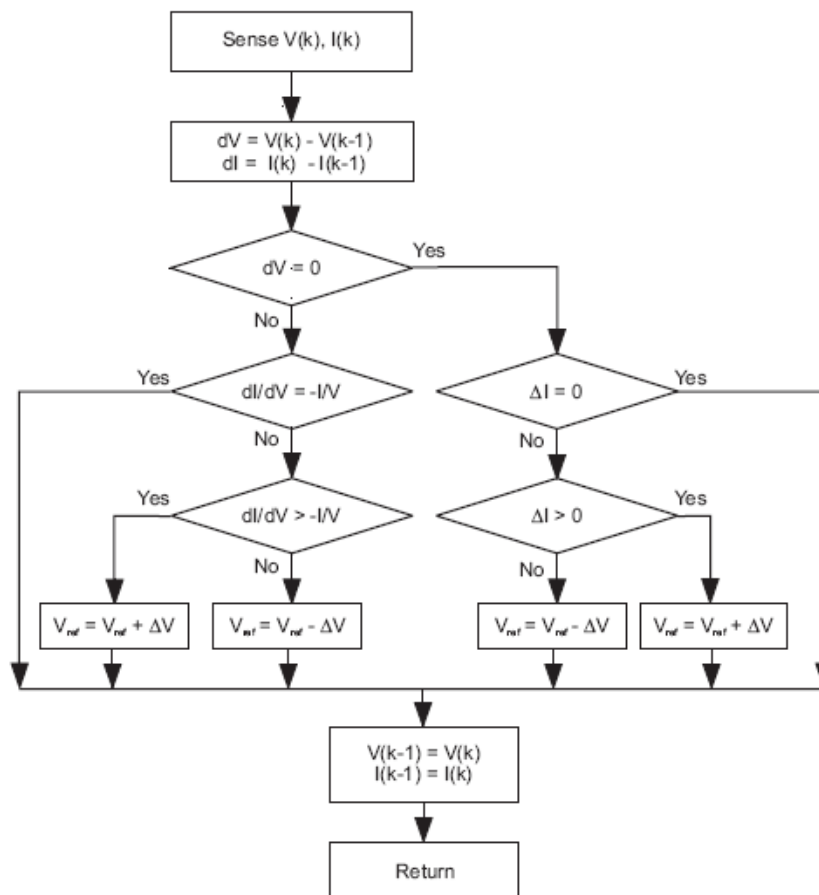 Sense V(k), I(k)
dV = V(k) - V(k-1)
dI = I(k) - I(k-1)
dV = 0
Yes
No
Yes
dI/dV = -I/V
ΔI = 0
Yes
No
No
Yes
dI/dV > -I/V
ΔI > 0
Yes
No
No
V_ref = V_ref + ΔV
V_ref = V_ref - ΔV
V_ref = V_ref - ΔV
V_ref = V_ref + ΔV
V(k-1) = V(k)
I(k-1) = I(k)
Return